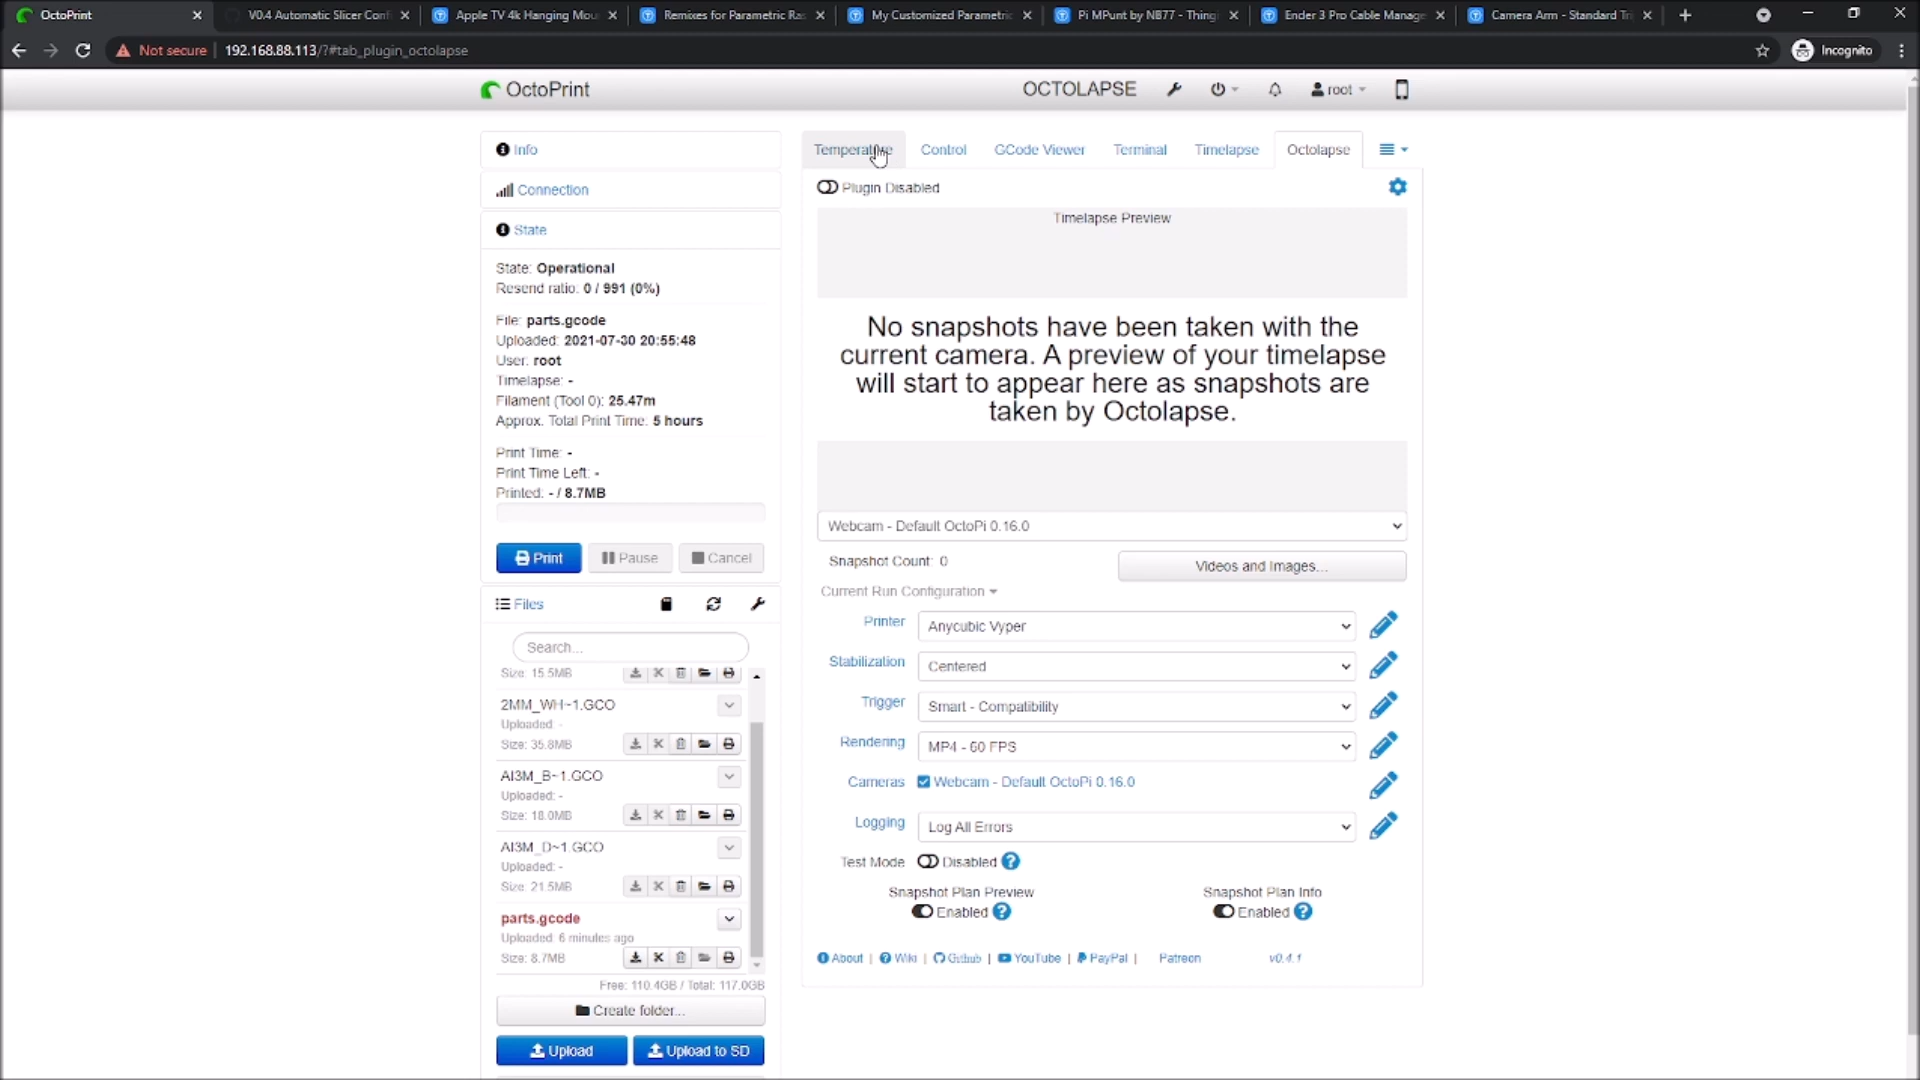 OctoPrint
V0.4 Automatic Slicer Conf
Apple TV 4k Hanging Mou
Remixes for Parametric Ras
My Customized Parametric
Pi MPunt by NB77 - Thingi
Ender 3 Pro Cable Manage
Camera Arm - Standard Tri
Not secure
192.168.88.113/?#tab_plugin_octolapse
Incognito
OctoPrint
OCTOLAPSE
root
Info
Connection
State
State: Operational
Resend ratio: 0 / 991 (0%)
File: parts.gcode
Uploaded: 2021-07-30 20:55:48
User: root
Timelapse: -
Filament (Tool 0): 25.47m
Approx. Total Print Time: 5 hours
Print Time: -
Print Time Left: -
Printed: - / 8.7MB
Print
Pause
Cancel
Files
Search...
Size: 15.5MB
2MM_WH~1.GCO
Uploaded: -
Size: 35.8MB
AI3M_B~1.GCO
Uploaded: -
Size: 18.0MB
AI3M_D~1.GCO
Uploaded: -
Size: 21.5MB
parts.gcode
Uploaded: 6 minutes ago
Size: 8.7MB
Free: 110.4GB / Total: 117.0GB
Create folder...
Upload
Upload to SD
Temperature
Control
GCode Viewer
Terminal
Timelapse
Octolapse
Plugin Disabled
Timelapse Preview
No snapshots have been taken with the
current camera. A preview of your timelapse
will start to appear here as snapshots are
taken by Octolapse.
Webcam - Default OctoPi 0.16.0
Snapshot Count: 0
Videos and Images...
Current Run Configuration
Printer
Anycubic Vyper
Stabilization
Centered
Trigger
Smart - Compatibility
Rendering
MP4 - 60 FPS
Cameras
Webcam - Default OctoPi 0.16.0
Logging
Log All Errors
Test Mode
Disabled
Snapshot Plan Preview
Enabled
Snapshot Plan Info
Enabled
About | Wiki | Github | YouTube | PayPal | Patreon
v0.4.1